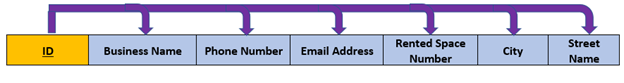 ID
Business Name
Phone Number
Email Address
Rented Space
Number
City
Street
Name